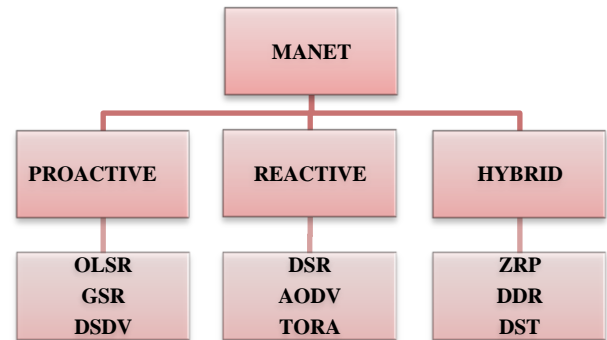 MANET
PROACTIVE
REACTIVE
HYBRID
OLSR
GSR
DSDV
DSR
AODV
TORA
ZRP
DDR
DST